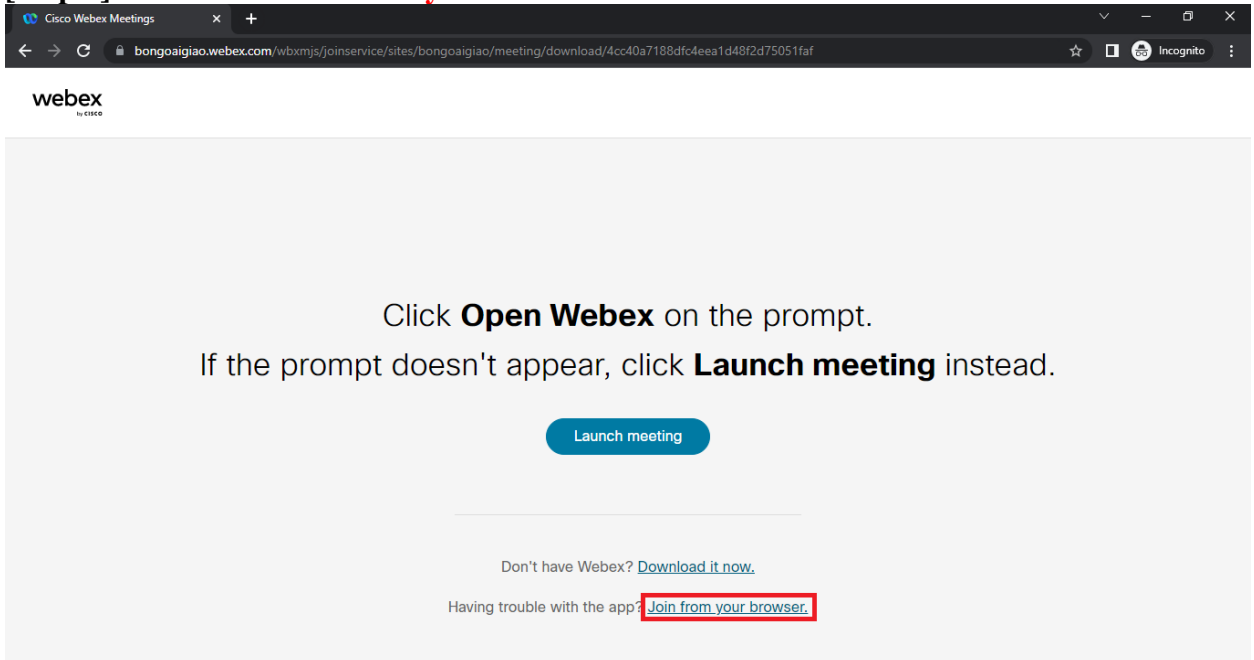 Cisco Webex Meetings
bongoaigiao.webex.com/wbxmjs/joinservice/sites/bongoaigiao/meeting/download/4cc40a7188dfc4eea1d48f2d75051faf
Incognito
webex
by CISCO
Click Open Webex on the prompt.
If the prompt doesn't appear, click Launch meeting instead.
Launch meeting
Don't have Webex? Download it now.
Having trouble with the app? Join from your browser.